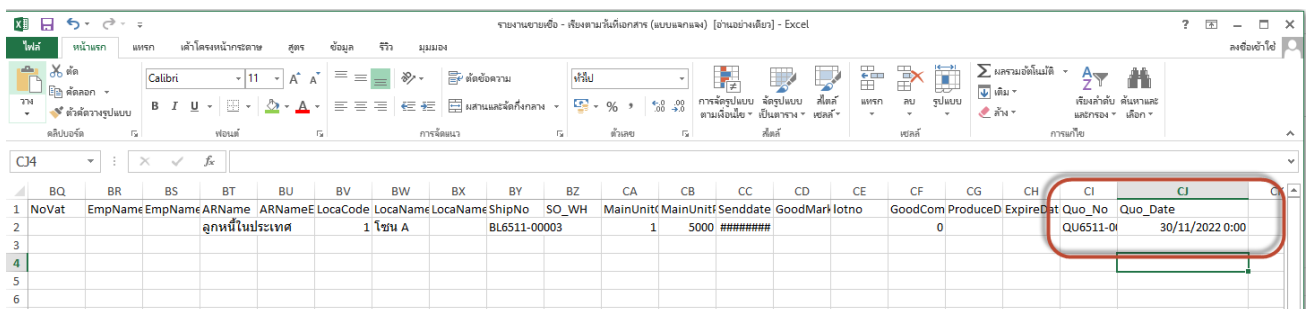 รายงานขายเชื่อ - เรียงตามวันที่เอกสาร (แบบแจกแจง) [อ่านอย่างเดียว] - Excel
ไฟล์ หน้าแรก แทรก เค้าโครงหน้ากระดาษ สูตร ข้อมูล รีวิว มุมมอง ลงชื่อเข้าใช้
ตัด Calibri 11 ตัดข้อความ ทั่วไป ผลรวมอัตโนมัติ
คัดลอก เติม
วาง ตัวคัดวางรูปแบบ B I U ผสานและจัดกึ่งกลาง % การจัดรูปแบบ จัดรูปแบบ สไตล์ แทรก ลบ รูปแบบ ล้าง เรียงลำดับ ค้นหาและ
ตามเงื่อนไข เป็นตาราง เซลล์ และกรอง เลือก
คลิปบอร์ด ฟอนต์ การจัดแนว ตัวเลข สไตล์ เซลล์ การแก้ไข
CJ4 fx
BQ BR BS BT BU BV BW BX BY BZ CA CB CC CD CE CF CG CH CI CJ CK
1 NoVat EmpName EmpName ARName ARNameE LocaCode LocaName LocaName ShipNo SO_WH MainUnit MainUnit Senddate GoodMark lotno GoodCom ProduceD ExpireDat Quo_No Quo_Date
2 ลูกหนี้ในประเทศ 1 โซน A BL6511-00003 1 5000 ######## 0 QU6511-0 30/11/2022 0:00
3
4
5
6